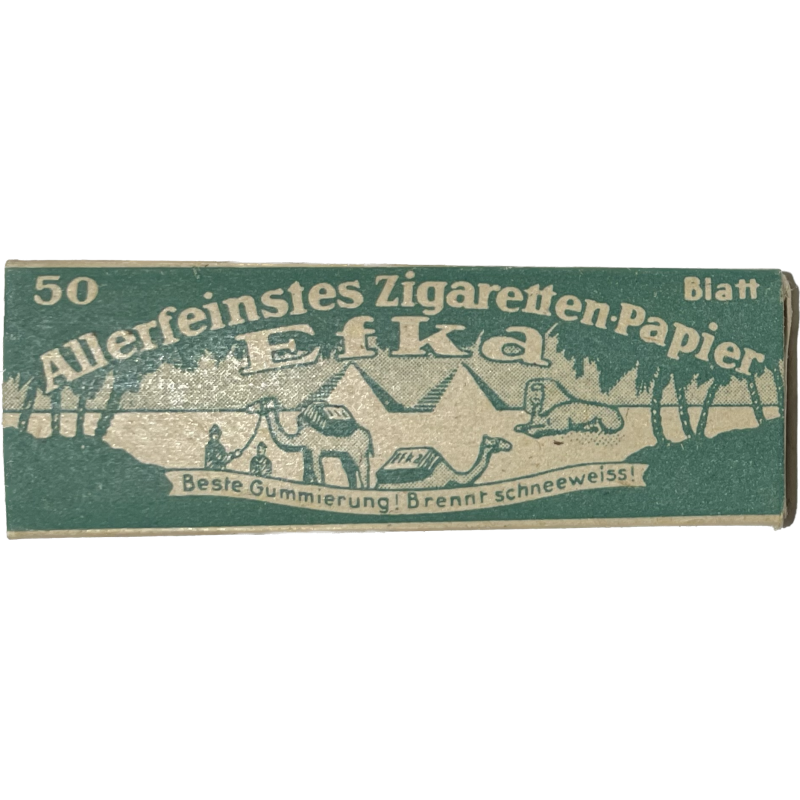 50 Blatt
Allerfeinstes Zigaretten-Papier
Efka
Efka
Beste Gummierung! Brennt schneeweiss!